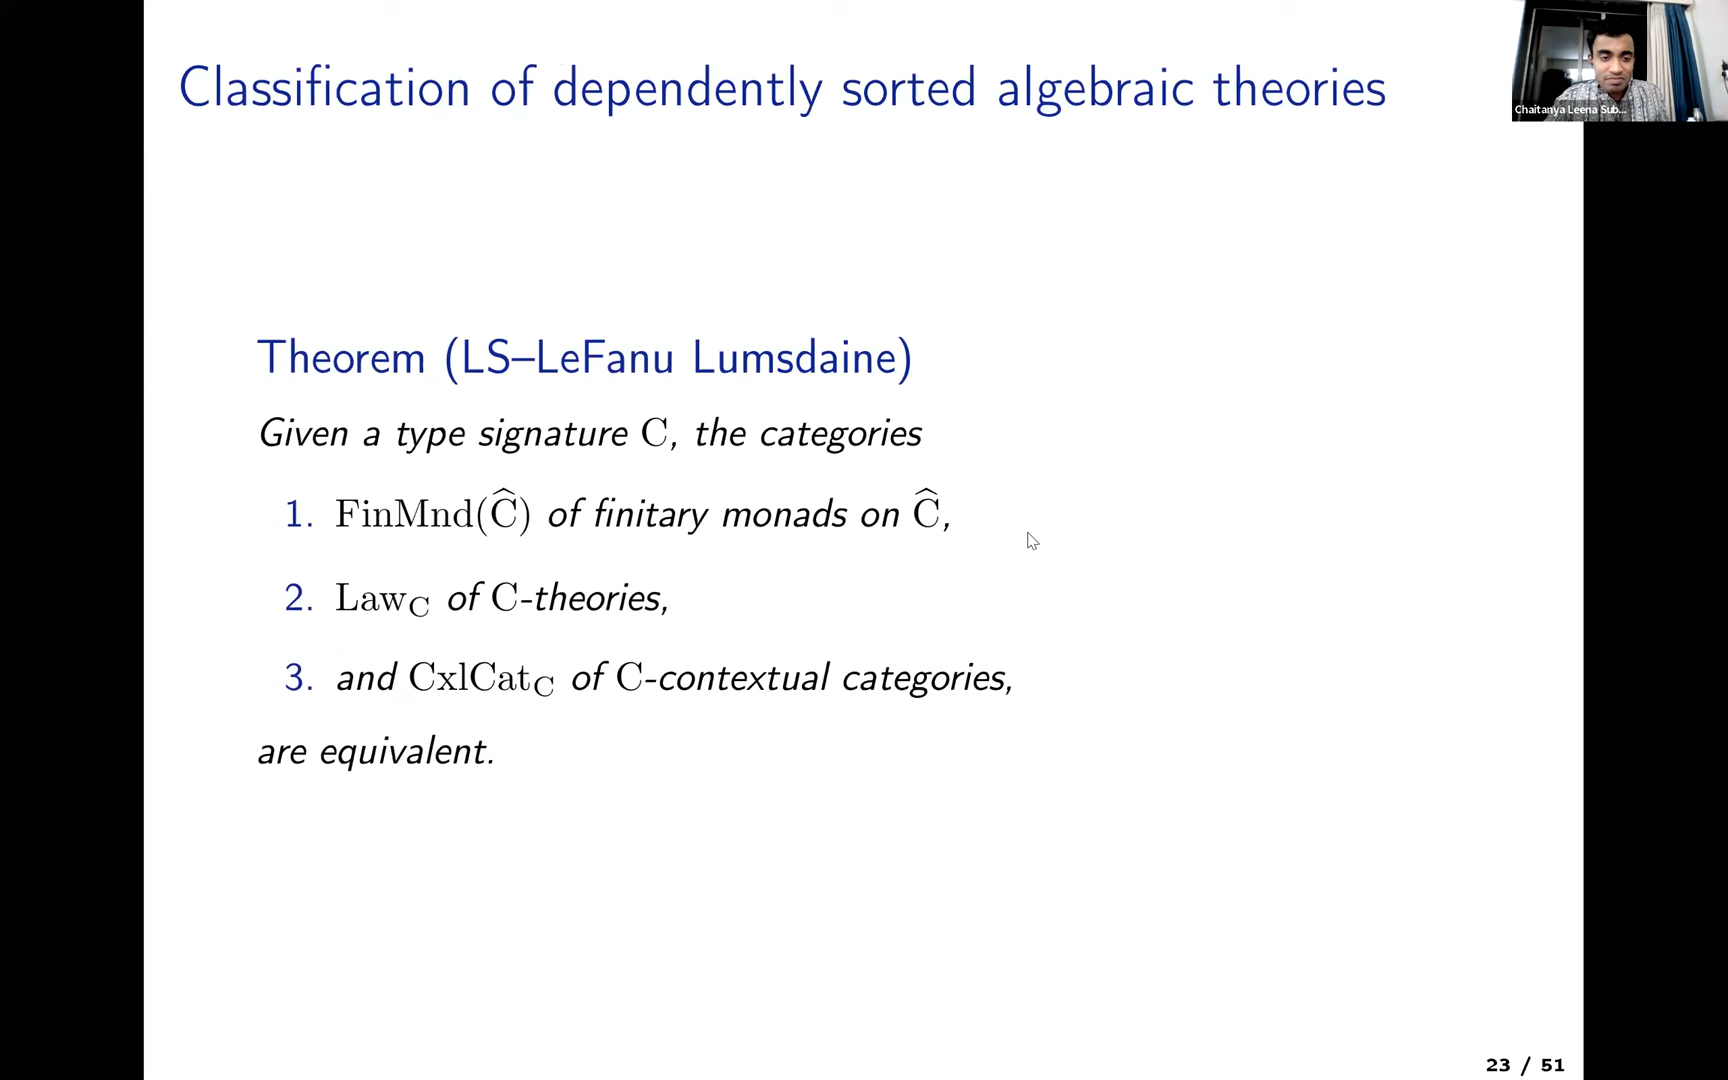 Classification of dependently sorted algebraic theories
Chaitanya Leena Sub...
Theorem (LS–LeFanu Lumsdaine)
Given a type signature C, the categories
1. FinMnd(Ĉ) of finitary monads on Ĉ,
2. Law_C of C-theories,
3. and CxlCat_C of C-contextual categories,
are equivalent.
23 / 51